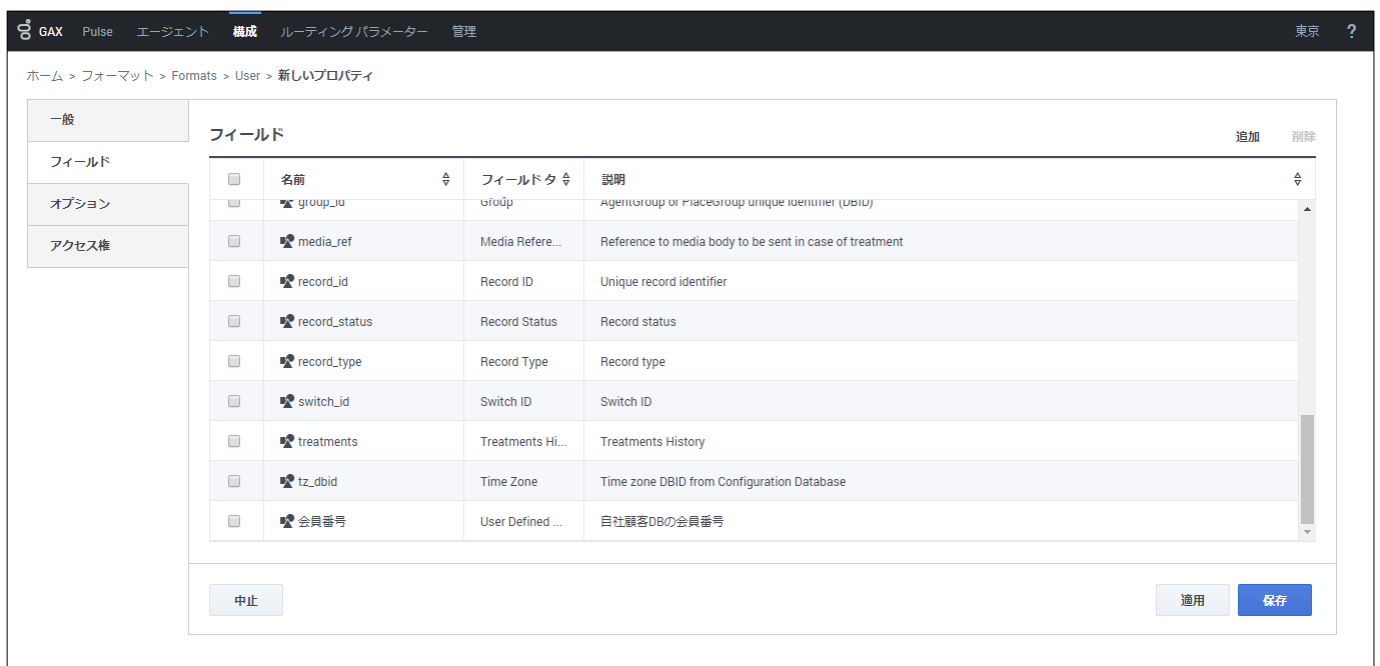 GAX Pulse エージェント 構成 ルーティング パラメーター 管理 東京 ?
ホーム > フォーマット > Formats > User > 新しいプロパティ
一般
フィールド
オプション
アクセス権
フィールド 追加 削除
名前 フィールド タ 説明
group_id Group AgentGroup or PlaceGroup unique identifier (DBID)
media_ref Media Refere... Reference to media body to be sent in case of treatment
record_id Record ID Unique record identifier
record_status Record Status Record status
record_type Record Type Record type
switch_id Switch ID Switch ID
treatments Treatments Hi... Treatments History
tz_dbid Time Zone Time zone DBID from Configuration Database
会員番号 User Defined ... 自社顧客DBの会員番号
中止 適用 保存